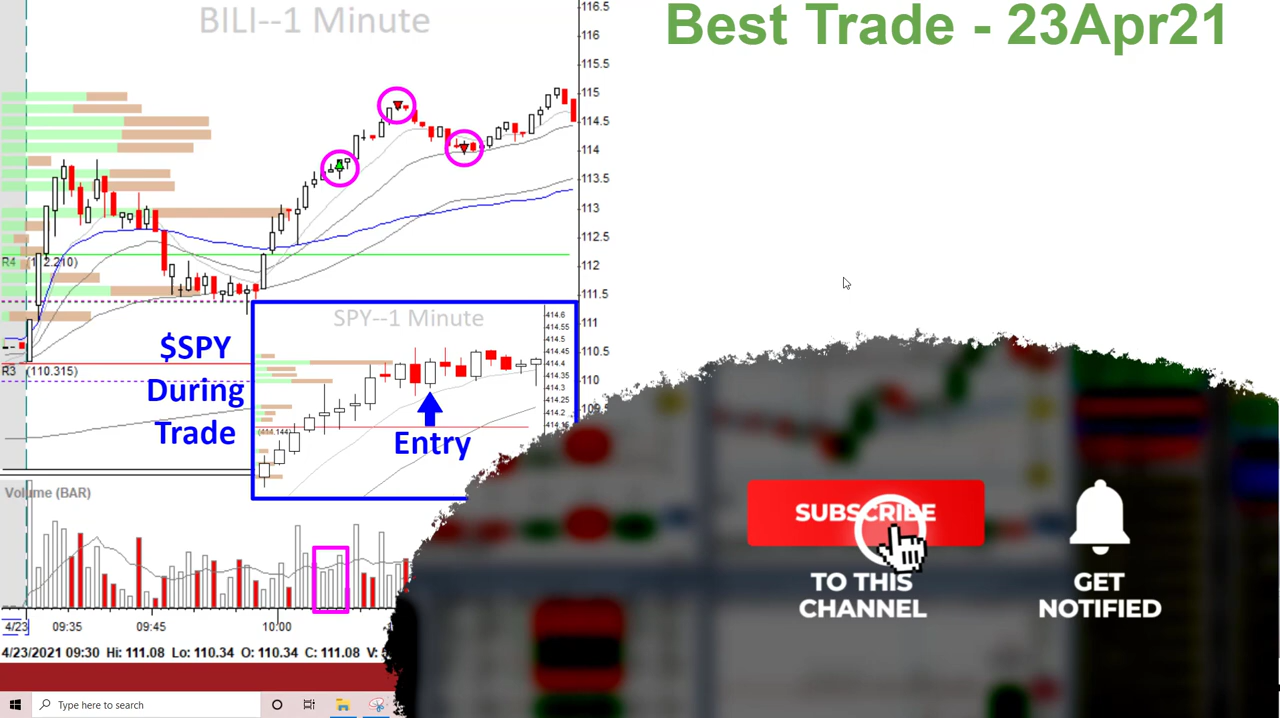 BILI--1 Minute
Best Trade - 23Apr21
116.5
116
115.5
115
114.5
114
113.5
113
112.5
112
111.5
111
110.5
110
R4
R3 (110.315)
$SPY
During
Trade
SPY--1 Minute
414.6
414.55
414.5
414.45
414.4
414.35
414.3
414.25
414.2
Entry
Volume (BAR)
SUBSCRIBE
TO THIS
CHANNEL
GET
NOTIFIED
4/23 09:35 09:45 10:00
4/23/2021 09:30 Hi: 111.08 Lo: 110.34 O: 110.34 C: 111.08 V:
Type here to search